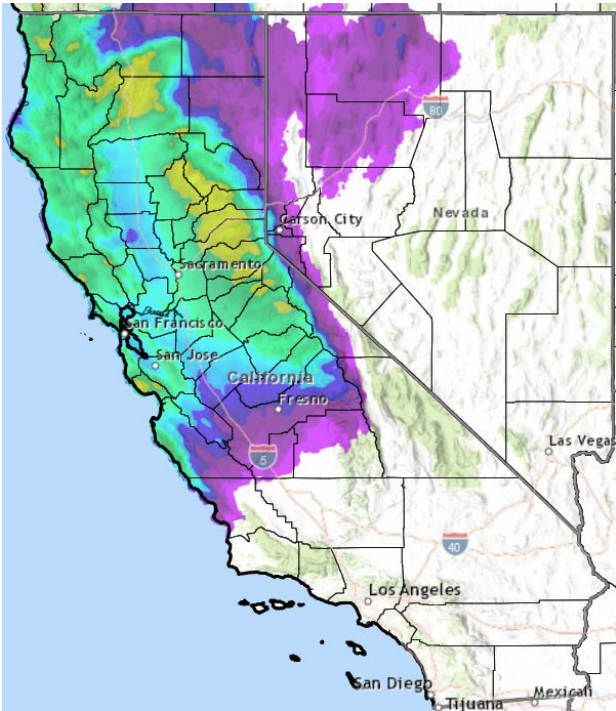 80
Carson City
Nevada
Sacramento
San Francisco
San Jose
California
Fresno
Las Vegas
5
40
Los Angeles
San Diego
Tijuana
Mexicali